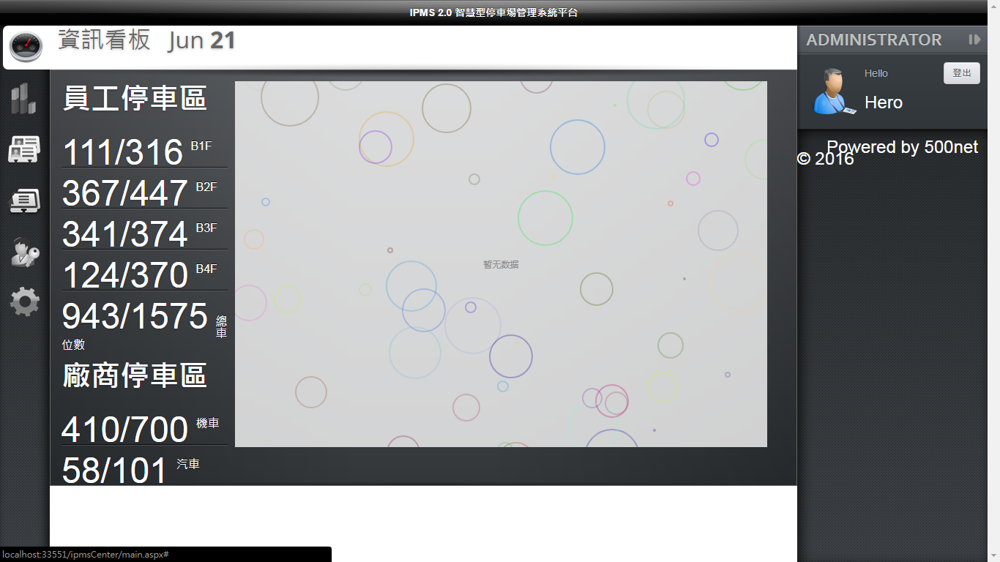 IPMS 2.0 智慧型停車場管理系統平台
資訊看板 Jun 21
ADMINISTRATOR
Hello
登出
Hero
Powered by 500net
© 2016
員工停車區
111/316 B1F
367/447 B2F
341/374 B3F
124/370 B4F
943/1575 總車
位數
廠商停車區
410/700 機車
58/101 汽車
暂无数据
localhost:33551/ipmsCenter/main.aspx#